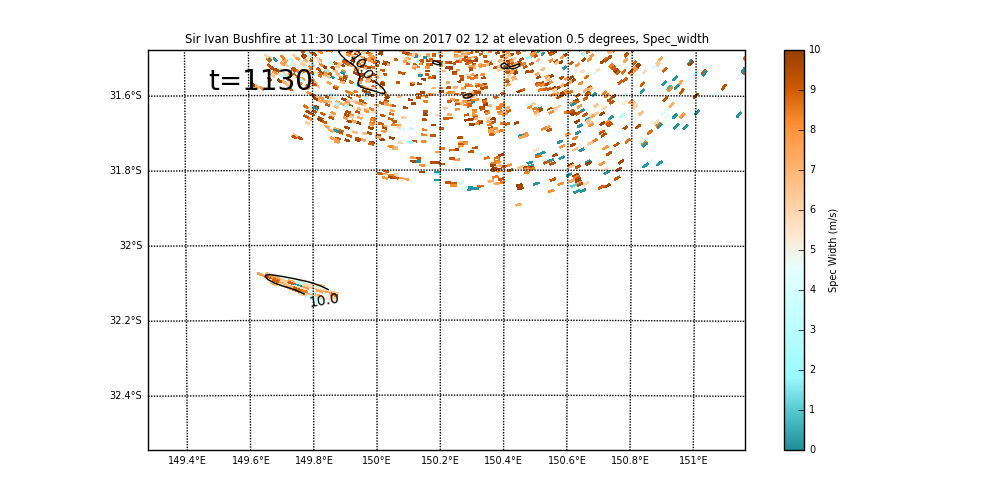 Sir Ivan Bushfire at 11:30 Local Time on 2017 02 12 at elevation 0.5 degrees, Spec_width
t=1130
31.6°S
31.8°S
32°S
32.2°S
32.4°S
10.0
149.4°E 149.6°E 149.8°E 150°E 150.2°E 150.4°E 150.6°E 150.8°E 151°E
10
9
8
7
6
5
4
3
2
1
0
Spec Width (m/s)